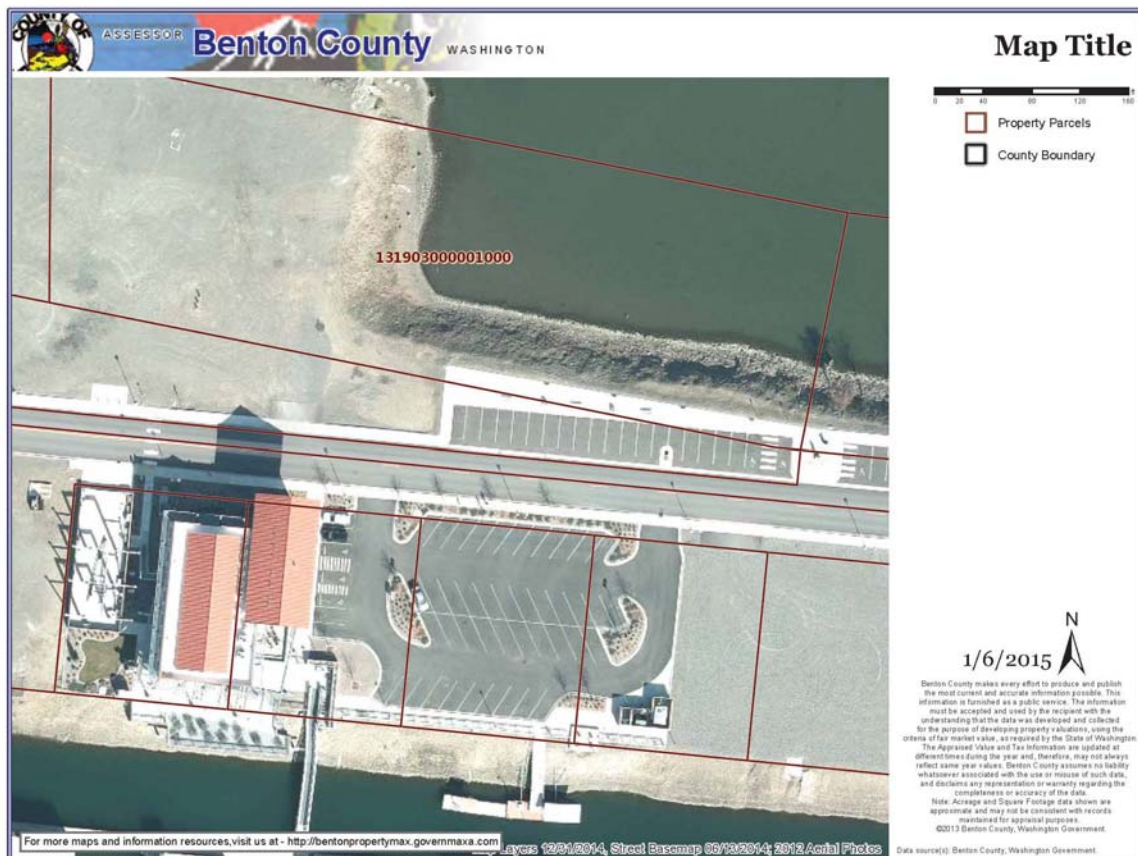 COUNTY OF
ASSESSOR Benton County WASHINGTON
Map Title
0 20 40 80 120 160
Property Parcels
County Boundary
131903000001000
N
1/6/2015
Benton County makes every effort to produce and publish
the most current and accurate information possible. This
information is furnished as a public service. The information
must be accepted and used by the recipient with the
understanding that the data was developed and collected
for the purpose of developing property valuations, using the
criteria of fair market value, as required by the State of Washington.
The Appraised Value and Tax Information are updated at
different times during the year and, therefore, may not always
reflect same year values. Benton County assumes no liability
whatsoever associated with the use or misuse of such data,
and disclaims any representation or warranty regarding the
completeness or accuracy of the data.
Note: Acreage and Square Footage data shown are
approximate and may not be consistent with records
maintained for appraisal purposes.
©2013 Benton County, Washington Government.
For more maps and information resources,visit us at - http://bentonpropertymax.governmaxa.com
Layers 12/31/2014, Street Basemap 06/13/2014; 2012 Aerial Photos
Data source(s): Benton County, Washington Government.